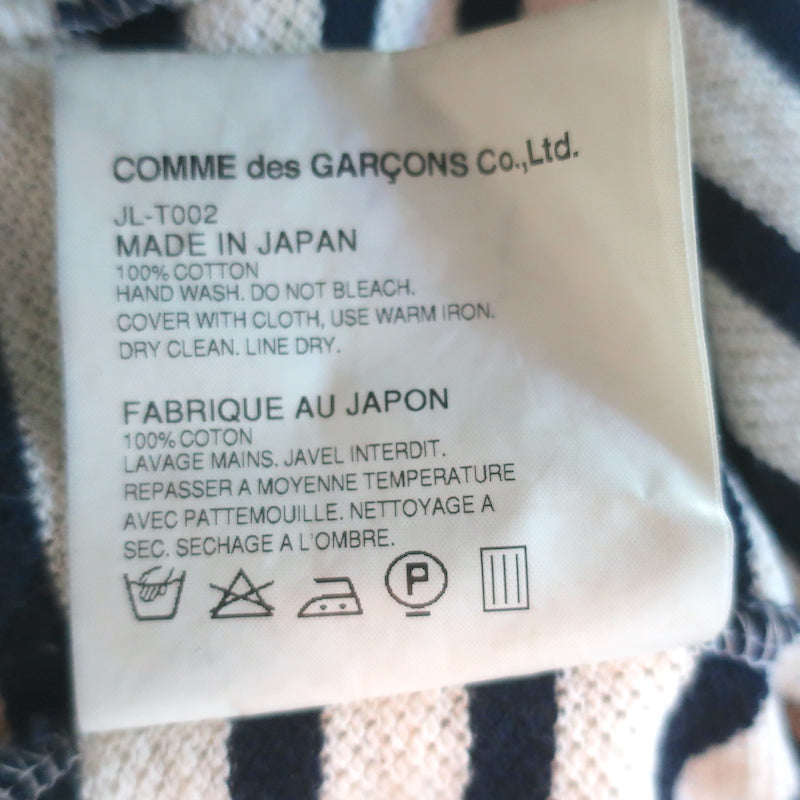 COMME des GARÇONS Co.,Ltd.
JL-T002
MADE IN JAPAN
100% COTTON
HAND WASH. DO NOT BLEACH.
COVER WITH CLOTH, USE WARM IRON.
DRY CLEAN. LINE DRY.
FABRIQUE AU JAPON
100% COTON
LAVAGE MAINS. JAVEL INTERDIT.
REPASSER A MOYENNE TEMPERATURE
AVEC PATTEMOUILLE. NETTOYAGE A
SEC. SECHAGE A L'OMBRE.
P